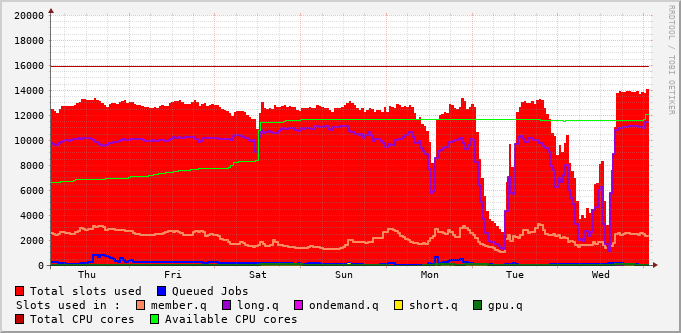 RRDTOOL / TOBI OETIKER
20000
18000
16000
14000
12000
10000
8000
6000
4000
2000
0
Thu Fri Sat Sun Mon Tue Wed
Total slots used Queued Jobs
Slots used in : member.q long.q ondemand.q short.q gpu.q
Total CPU cores Available CPU cores